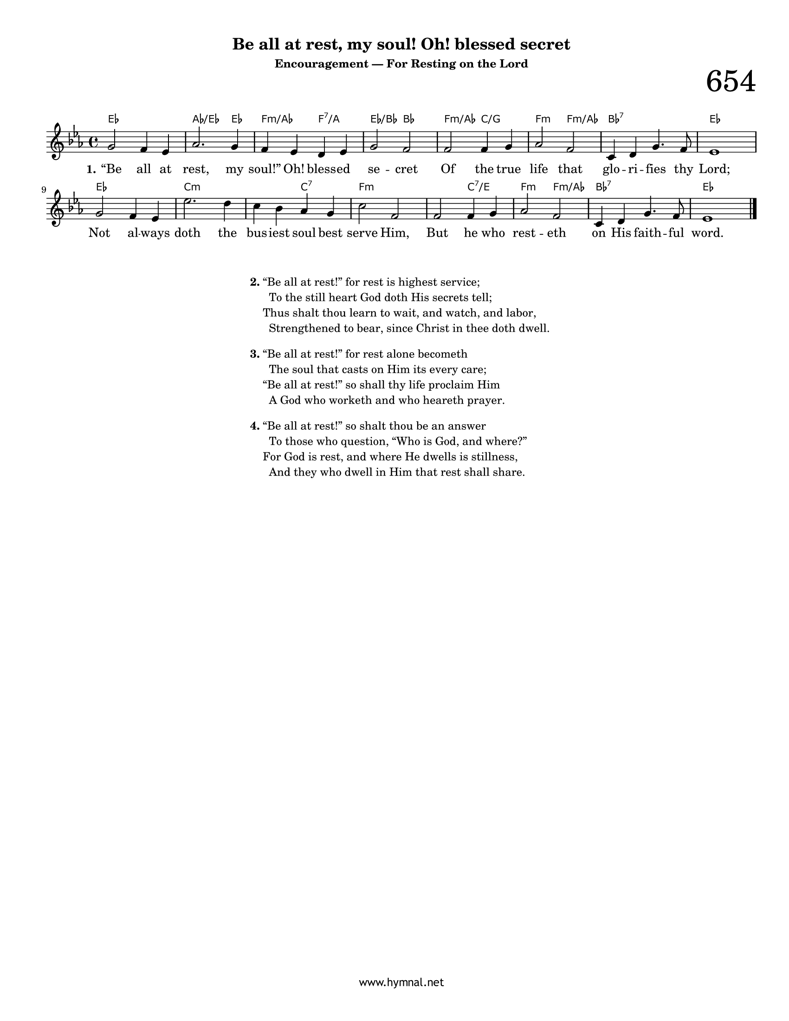 Be all at rest, my soul! Oh! blessed secret
Encouragement — For Resting on the Lord
654
E♭ A♭/E♭ E♭ Fm/A♭ F7/A E♭/B♭ B♭ Fm/A♭ C/G Fm Fm/A♭ B♭7 E♭
1. “Be all at rest, my soul!” Oh! blessed se - cret Of the true life that glo - ri - fies thy Lord;
9
E♭ Cm C7 Fm C7/E Fm Fm/A♭ B♭7 E♭
Not al-ways doth the busiest soul best serve Him, But he who rest - eth on His faith - ful word.
2. “Be all at rest!” for rest is highest service;
To the still heart God doth His secrets tell;
Thus shalt thou learn to wait, and watch, and labor,
Strengthened to bear, since Christ in thee doth dwell.
3. “Be all at rest!” for rest alone becometh
The soul that casts on Him its every care;
“Be all at rest!” so shall thy life proclaim Him
A God who worketh and who heareth prayer.
4. “Be all at rest!” so shalt thou be an answer
To those who question, “Who is God, and where?”
For God is rest, and where He dwells is stillness,
And they who dwell in Him that rest shall share.
www.hymnal.net